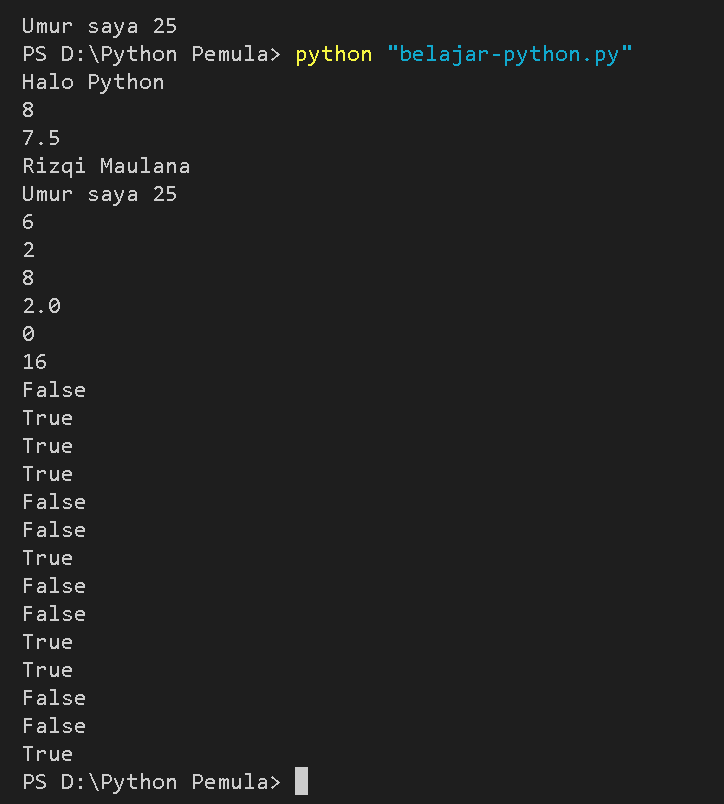 Umur saya 25
PS D:\Python Pemula> python "belajar-python.py"
Halo Python
8
7.5
Rizqi Maulana
Umur saya 25
6
2
8
2.0
0
16
False
True
True
True
False
False
True
False
False
True
True
False
False
True
PS D:\Python Pemula>